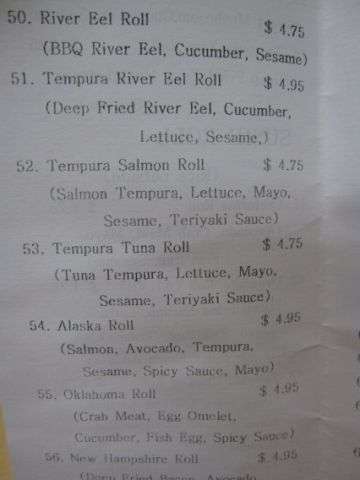 50. River Eel Roll $ 4.75
(BBQ River Eel, Cucumber, Sesame)
51. Tempura River Eel Roll $ 4.95
(Deep Fried River Eel, Cucumber,
Lettuce, Sesame,)
52. Tempura Salmon Roll $ 4.75
(Salmon Tempura, Lettuce, Mayo,
Sesame, Teriyaki Sauce)
53. Tempura Tuna Roll $ 4.75
(Tuna Tempura, Lettuce, Mayo,
Sesame, Teriyaki Sauce)
54. Alaska Roll $ 4.95
(Salmon, Avocado, Tempura,
Sesame, Spicy Sauce, Mayo)
55. Oklahoma Roll $ 4.95
(Crab Meat, Egg Omelet,
Cucumber, Fish Egg, Spicy Sauce)
56. New Hampshire Roll $ 4.95
(Deep Fried Bacon, Avocado,